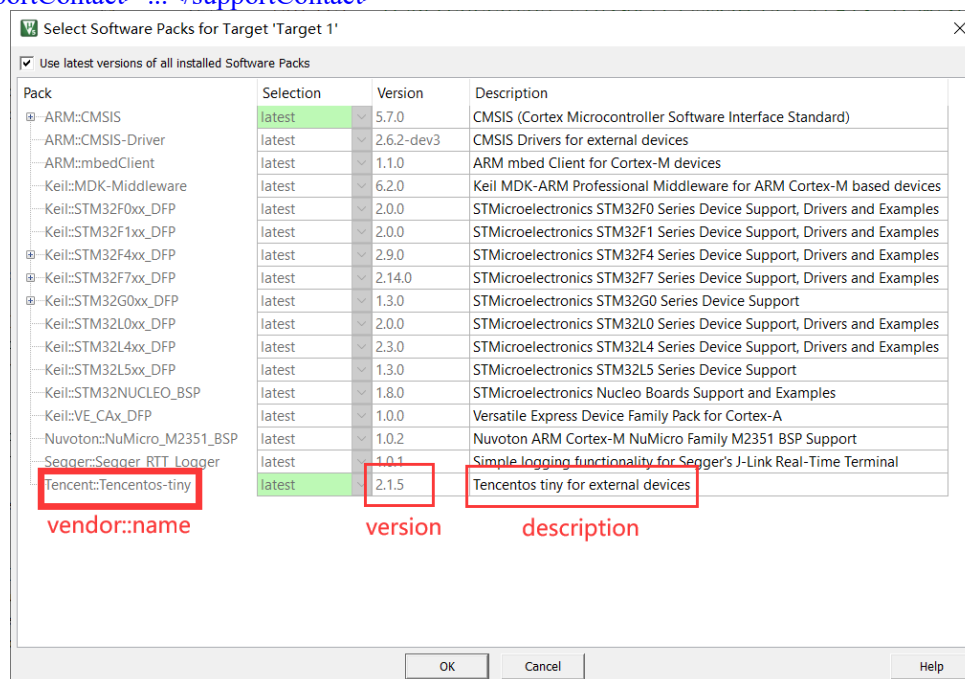 portContact> ... </supportContact>
Select Software Packs for Target 'Target 1'
Use latest versions of all installed Software Packs
Pack Selection Version Description
ARM::CMSIS latest 5.7.0 CMSIS (Cortex Microcontroller Software Interface Standard)
ARM::CMSIS-Driver latest 2.6.2-dev3 CMSIS Drivers for external devices
ARM::mbedClient latest 1.1.0 ARM mbed Client for Cortex-M devices
Keil::MDK-Middleware latest 6.2.0 Keil MDK-ARM Professional Middleware for ARM Cortex-M based devices
Keil::STM32F0xx_DFP latest 2.0.0 STMicroelectronics STM32F0 Series Device Support, Drivers and Examples
Keil::STM32F1xx_DFP latest 2.0.0 STMicroelectronics STM32F1 Series Device Support, Drivers and Examples
Keil::STM32F4xx_DFP latest 2.9.0 STMicroelectronics STM32F4 Series Device Support, Drivers and Examples
Keil::STM32F7xx_DFP latest 2.14.0 STMicroelectronics STM32F7 Series Device Support, Drivers and Examples
Keil::STM32G0xx_DFP latest 1.3.0 STMicroelectronics STM32G0 Series Device Support
Keil::STM32L0xx_DFP latest 2.0.0 STMicroelectronics STM32L0 Series Device Support, Drivers and Examples
Keil::STM32L4xx_DFP latest 2.3.0 STMicroelectronics STM32L4 Series Device Support, Drivers and Examples
Keil::STM32L5xx_DFP latest 1.3.0 STMicroelectronics STM32L5 Series Device Support
Keil::STM32NUCLEO_BSP latest 1.8.0 STMicroelectronics Nucleo Boards Support and Examples
Keil::VE_CAx_DFP latest 1.0.0 Versatile Express Device Family Pack for Cortex-A
Nuvoton::NuMicro_M2351_BSP latest 1.0.2 Nuvoton ARM Cortex-M NuMicro Family M2351 BSP Support
Segger::Segger_RTT_Logger latest 1.0.1 Simple logging functionality for Segger's J-Link Real-Time Terminal
Tencent::Tencentos-tiny latest 2.1.5 Tencentos tiny for external devices
vendor::name version description
OK Cancel Help